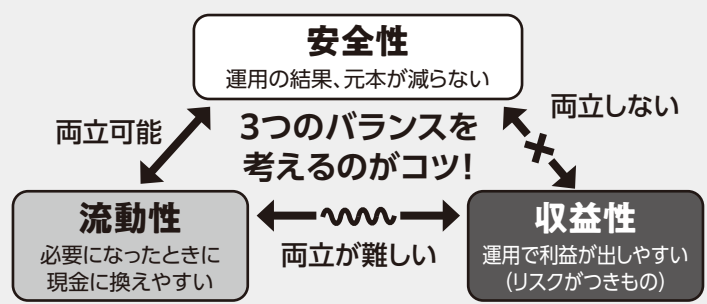 安全性
運用の結果、元本が減らない
両立可能
3つのバランスを
考えるのがコツ!
両立しない
流動性
必要になったときに
現金に換えやすい
両立が難しい
収益性
運用で利益が出しやすい
(リスクがつきもの)